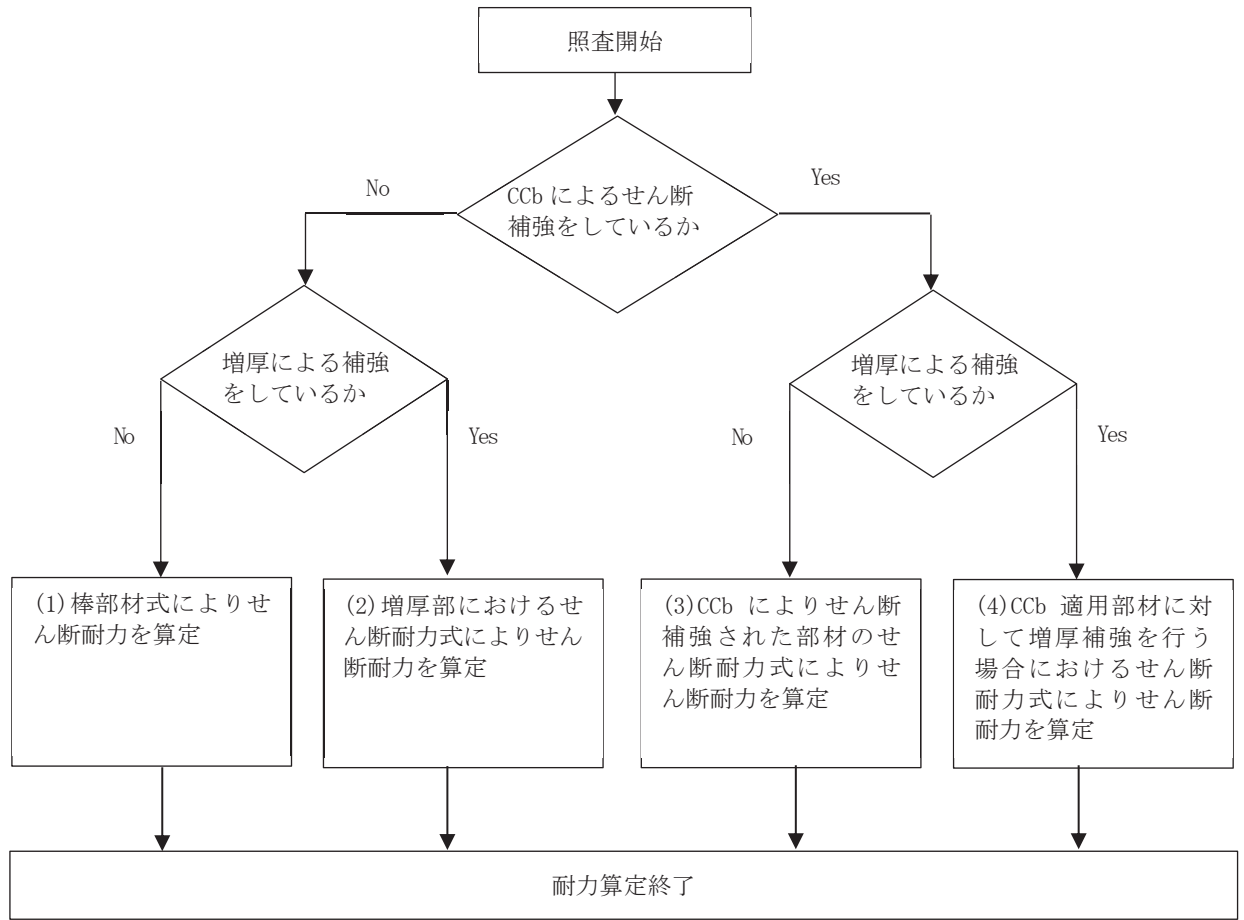 照査開始
No
Yes
CCb によるせん断
補強をしているか
増厚による補強
をしているか
増厚による補強
をしているか
No
Yes
No
Yes
(1)棒部材式によりせ
ん断耐力を算定
(2)増厚部におけるせ
ん断耐力式によりせん
断耐力を算定
(3)CCb によりせん断
補強された部材のせ
ん断耐力式によりせ
ん断耐力を算定
(4)CCb 適用部材に対
して増厚補強を行う
場合におけるせん断
耐力式によりせん断
耐力を算定
耐力算定終了